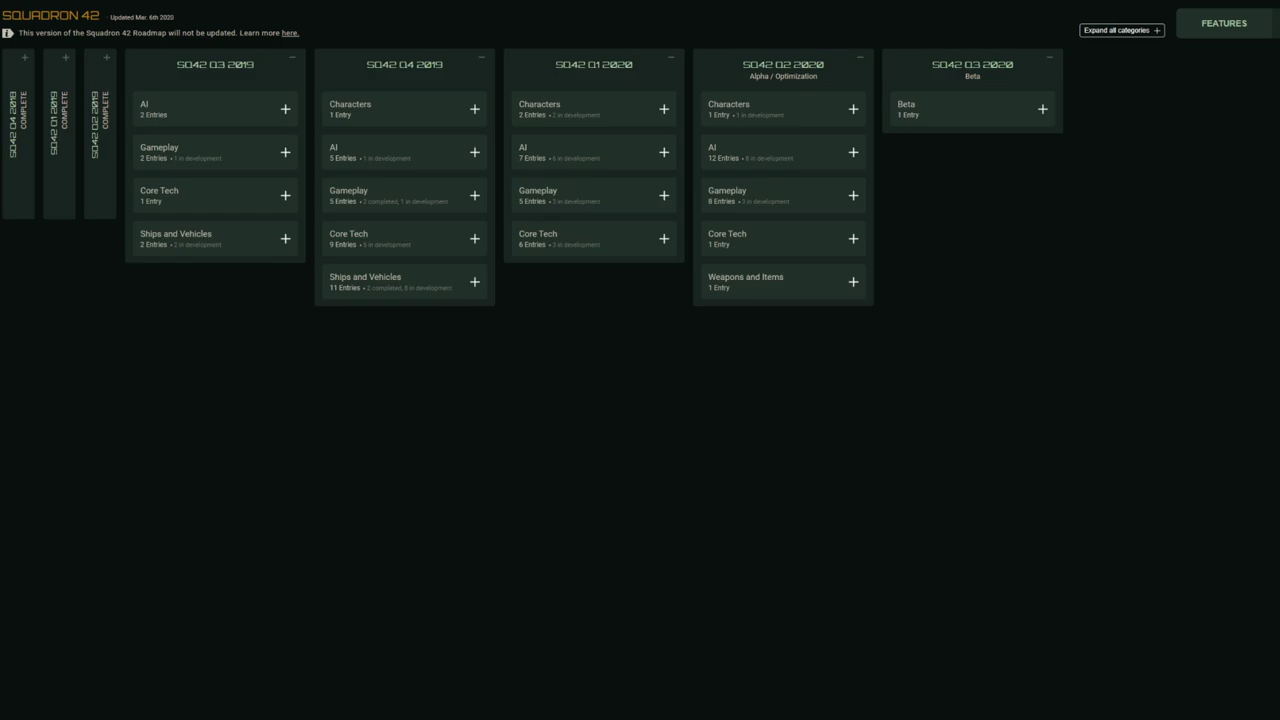 SQUADRON 42 · Updated Mar. 6th 2020
This version of the Squadron 42 Roadmap will not be updated. Learn more here.
Expand all categories +
FEATURES
SQ42 Q4 2018
COMPLETE
SQ42 Q1 2019
COMPLETE
SQ42 Q2 2019
COMPLETE
SQ42 Q3 2019
AI
2 Entries
Gameplay
2 Entries • 1 in development
Core Tech
1 Entry
Ships and Vehicles
2 Entries • 2 in development
SQ42 Q4 2019
Characters
1 Entry
AI
5 Entries • 1 in development
Gameplay
5 Entries • 2 completed, 1 in development
Core Tech
9 Entries • 5 in development
Ships and Vehicles
11 Entries • 2 completed, 8 in development
SQ42 Q1 2020
Characters
2 Entries • 2 in development
AI
7 Entries • 6 in development
Gameplay
5 Entries • 3 in development
Core Tech
6 Entries • 3 in development
SQ42 Q2 2020
Alpha / Optimization
Characters
1 Entry • 1 in development
AI
12 Entries • 8 in development
Gameplay
8 Entries • 3 in development
Core Tech
1 Entry
Weapons and Items
1 Entry
SQ42 Q3 2020
Beta
Beta
1 Entry